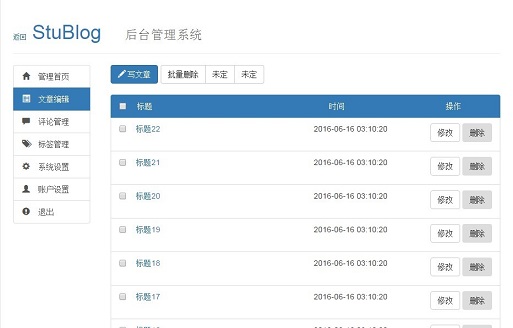 返回 StuBlog 后台管理系统
管理首页
文章编辑
评论管理
标签管理
系统设置
账户设置
退出
写文章 批量删除 未定 未定
标题 时间 操作
标题22 2016-06-16 03:10:20 修改 删除
标题21 2016-06-16 03:10:20 修改 删除
标题20 2016-06-16 03:10:20 修改 删除
标题19 2016-06-16 03:10:20 修改 删除
标题18 2016-06-16 03:10:20 修改 删除
标题17 2016-06-16 03:10:20 修改 删除